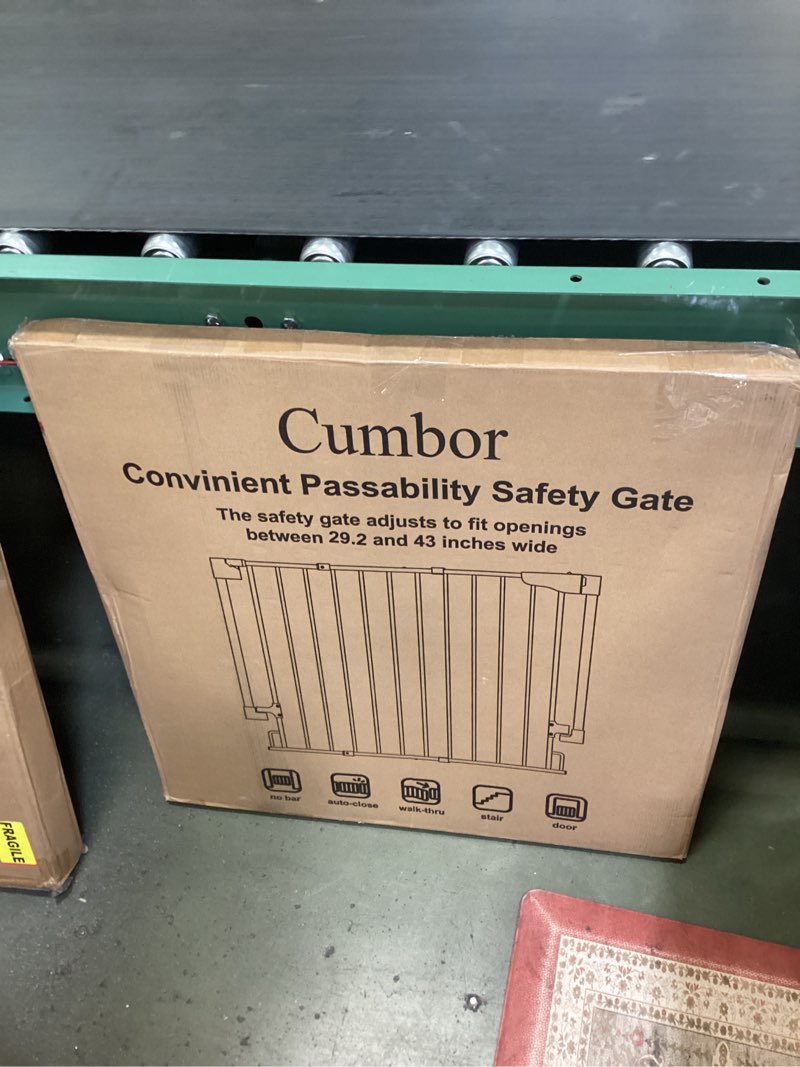 Cumbor
Convinient Passability Safety Gate
The safety gate adjusts to fit openings
between 29.2 and 43 inches wide
no bar
auto-close
walk-thru
stair
door
FRAGILE